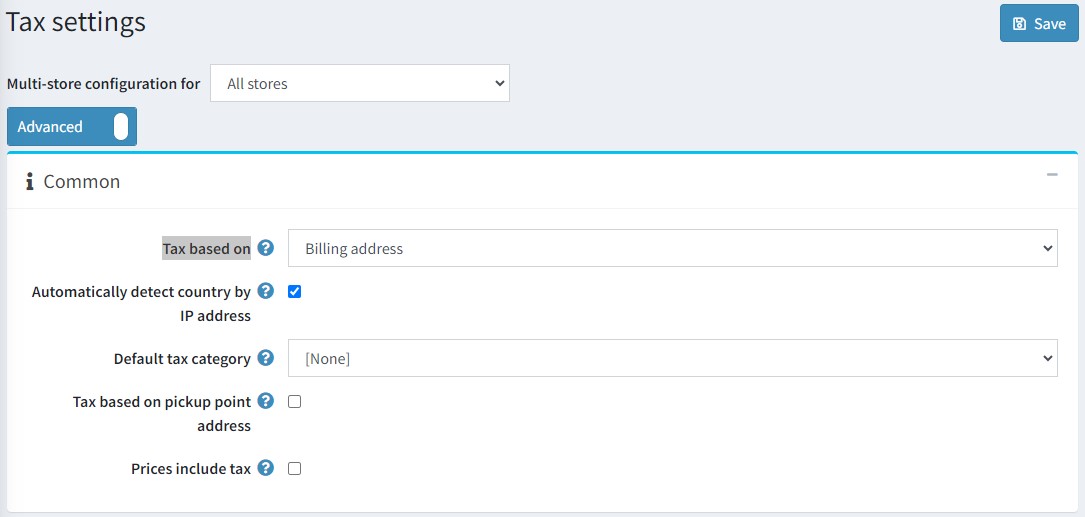 Tax settings
Save
Multi-store configuration for All stores
Advanced
Common
Tax based on ? Billing address
Automatically detect country by ?
IP address
Default tax category ? [None]
Tax based on pickup point ?
address
Prices include tax ?